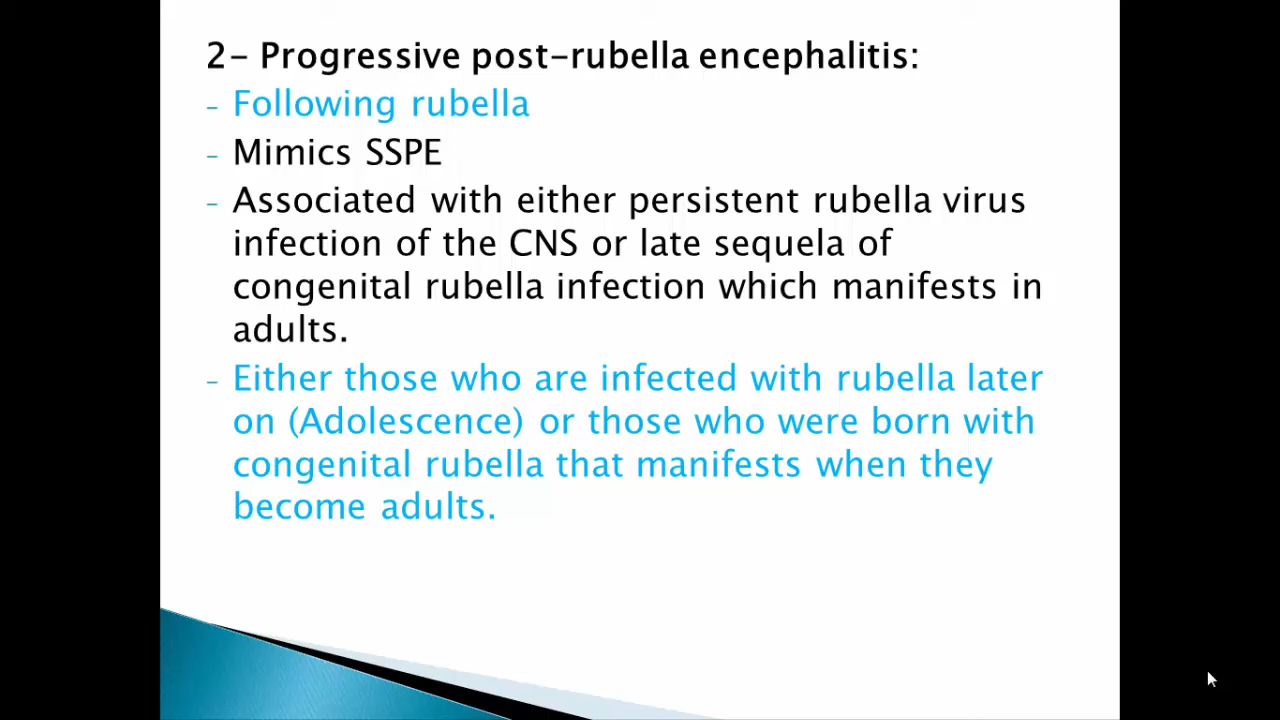 2- Progressive post-rubella encephalitis:
- Following rubella
- Mimics SSPE
- Associated with either persistent rubella virus
infection of the CNS or late sequela of
congenital rubella infection which manifests in
adults.
- Either those who are infected with rubella later
on (Adolescence) or those who were born with
congenital rubella that manifests when they
become adults.